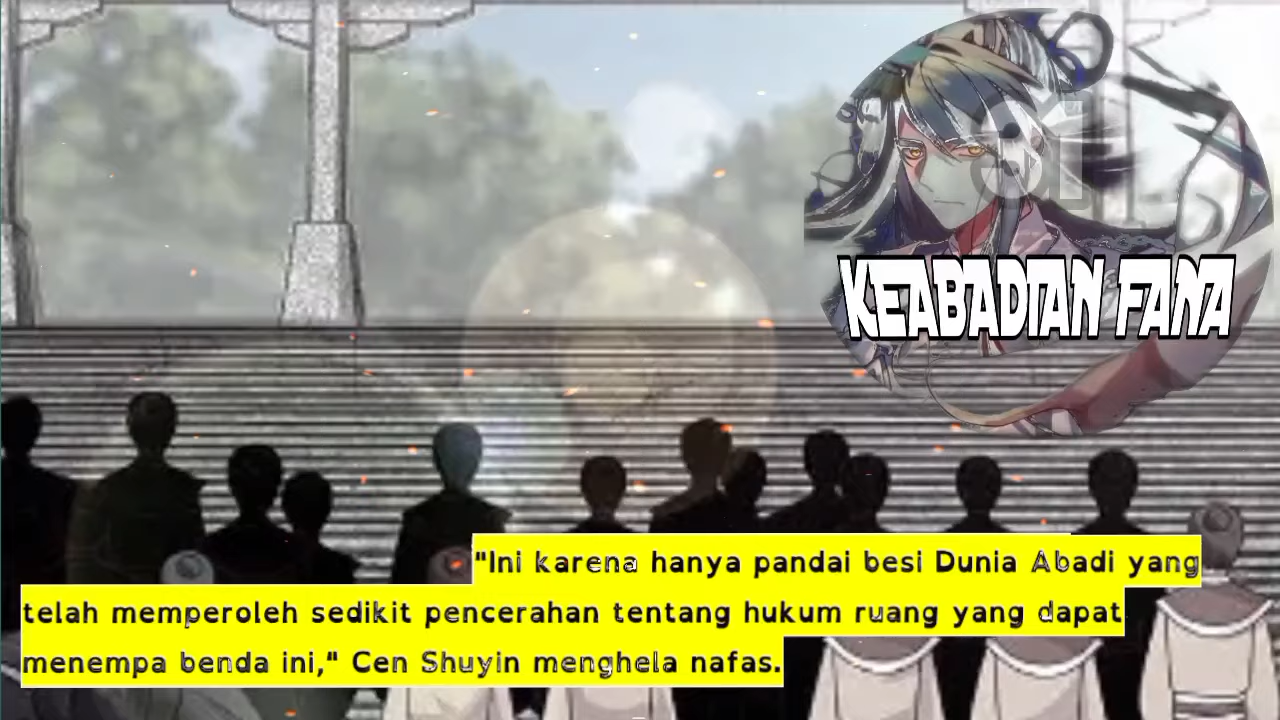 KEABADIAN FANA
"Ini karena hanya pandai besi Dunia Abadi yang
telah memperoleh sedikit pencerahan tentang hukum ruang yang dapat
menempa benda ini," Cen Shuyin menghela nafas.